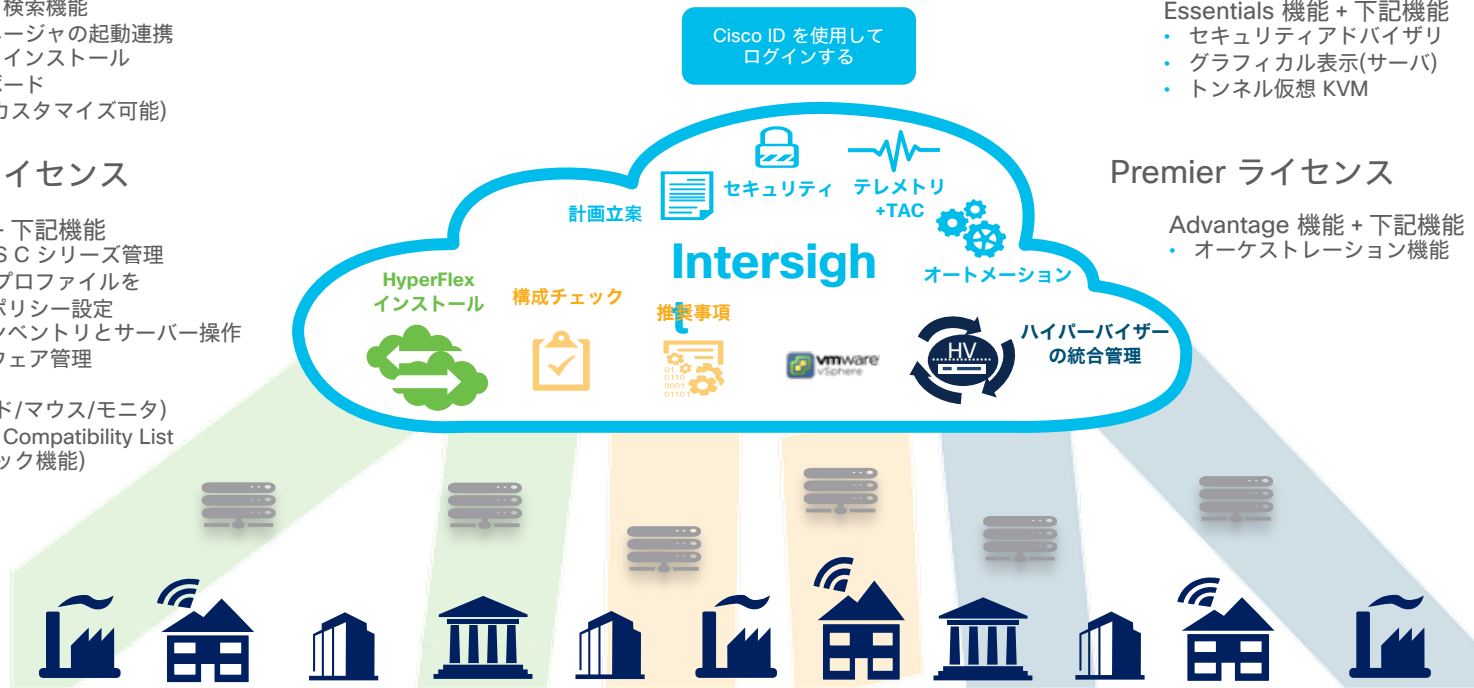 検索機能
ージャの起動連携
インストール
ード
カスタマイズ可能)
イセンス
下記機能
S C シリーズ管理
プロファイルを
ポリシー設定
ンベントリとサーバー操作
ウェア管理
ド/マウス/モニタ)
Compatibility List
ック機能)
Cisco ID を使用して
ログインする
セキュリティ
テレメトリ
+TAC
計画立案
Intersigh
t
オートメーション
HyperFlex
インストール
構成チェック
推奨事項
01
0110
0001
01101
vmware
vSphere
HV
ハイパーバイザー
の統合管理
Essentials 機能 + 下記機能
• セキュリティアドバイザリ
• グラフィカル表示(サーバ)
• トンネル仮想 KVM
Premier ライセンス
Advantage 機能 + 下記機能
• オーケストレーション機能